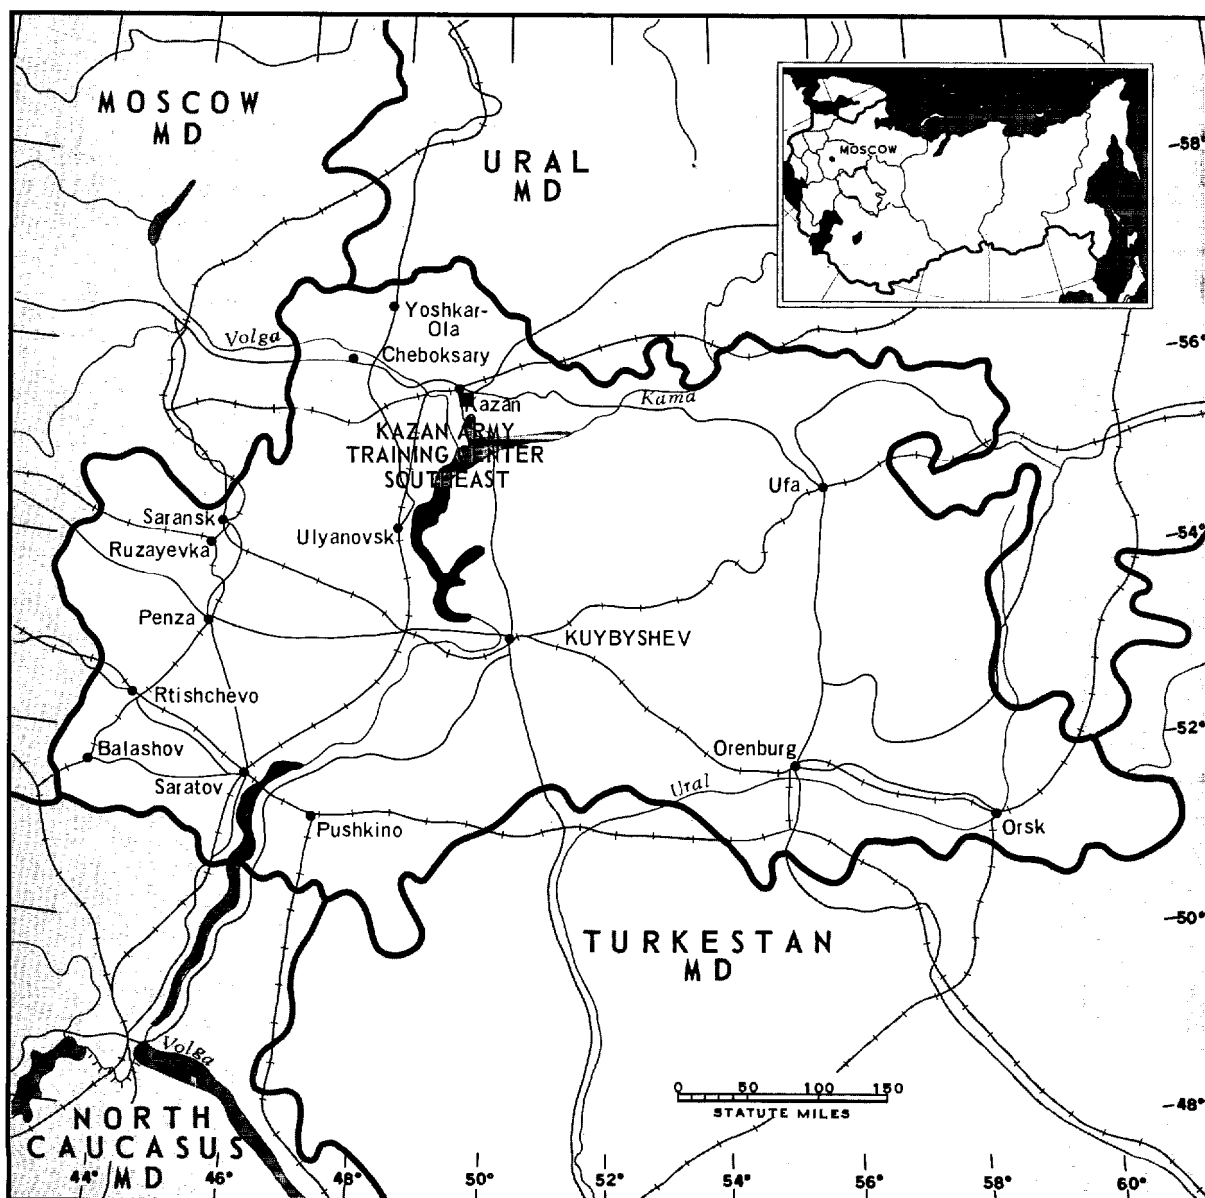 MOSCOW
MD
URAL
MD
MOSCOW
58°
Yoshkar-
Ola
Volga
Cheboksary
56°
Kama
Kazan
KAZAN ARMY
TRAINING CENTER
SOUTHEAST
Ufa
Saransk
Ulyanovsk
54°
Ruzayevka
Penza
KUYBYSHEV
Rtishchevo
52°
Balashov
Orenburg
Saratov
Ural
Pushkino
Orsk
50°
TURKESTAN
MD
Volga
0 50 100 150
STATUTE MILES
48°
NORTH
CAUCASUS
MD
44° 46° 48° 50° 52° 54° 56° 58° 60°